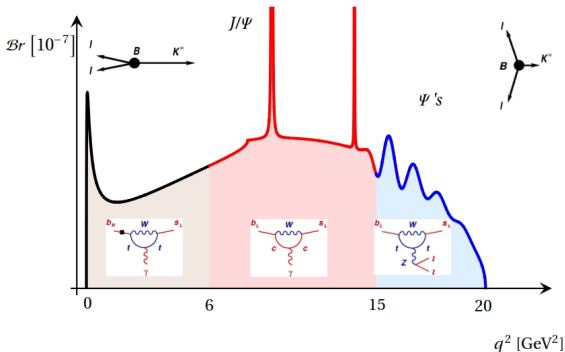 𝓑r [10⁻⁷]
l
l
B
K*
J/Ψ
l
B
K*
l
Ψ 's
b_R
W
s_L
t
t
γ
b_L
W
s_L
c
c
γ
b_L
W
s_L
t
t
Z
l
l
0
6
15
20
q² [GeV²]